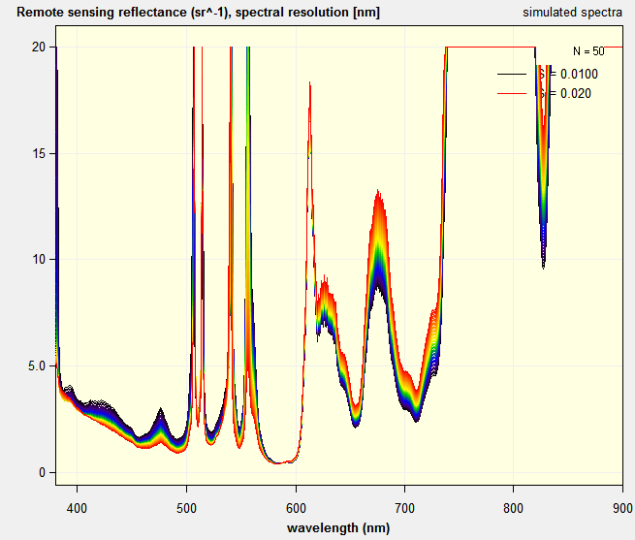 Remote sensing reflectance (sr^-1), spectral resolution [nm]
simulated spectra
20
15
10
5.0
0
N = 50
S = 0.0100
S = 0.020
400
500
600
700
800
900
wavelength (nm)